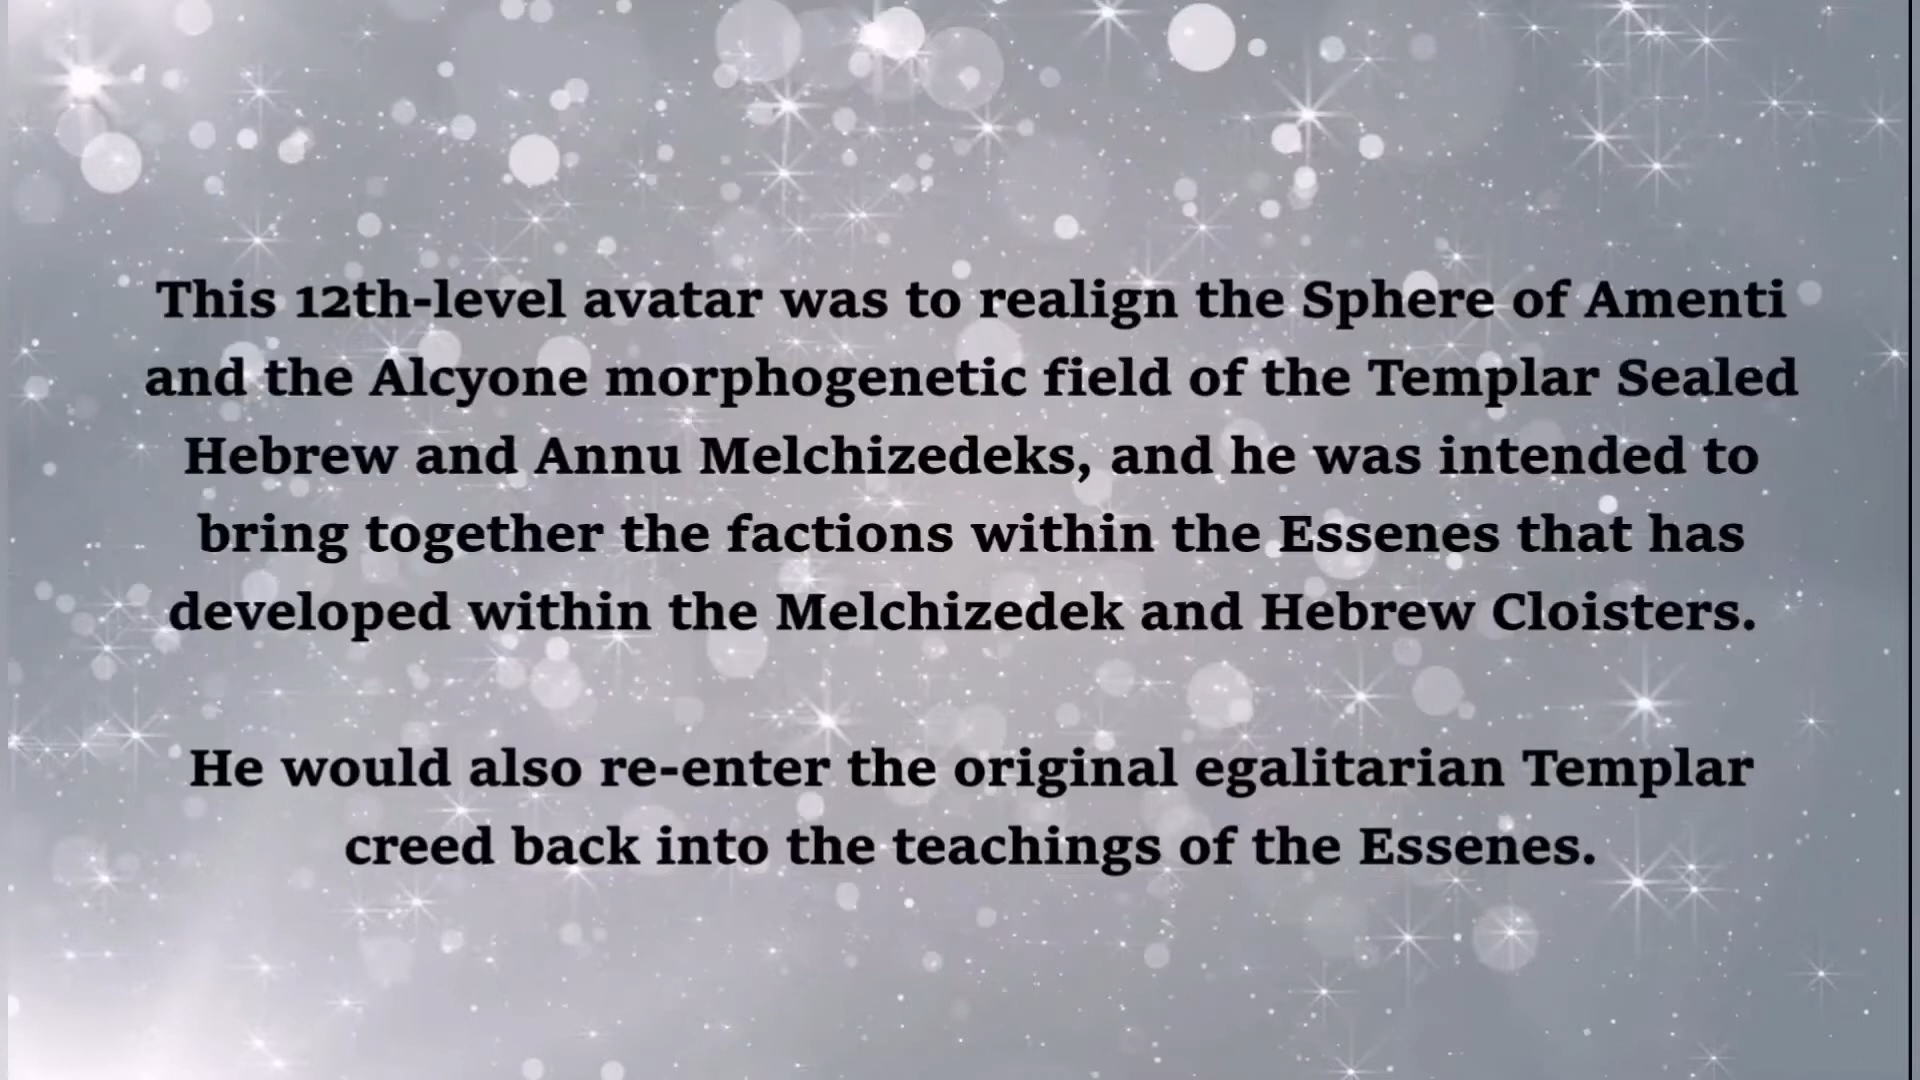 This 12th-level avatar was to realign the Sphere of Amenti
and the Alcyone morphogenetic field of the Templar Sealed
Hebrew and Annu Melchizedeks, and he was intended to
bring together the factions within the Essenes that has
developed within the Melchizedek and Hebrew Cloisters.
He would also re-enter the original egalitarian Templar
creed back into the teachings of the Essenes.